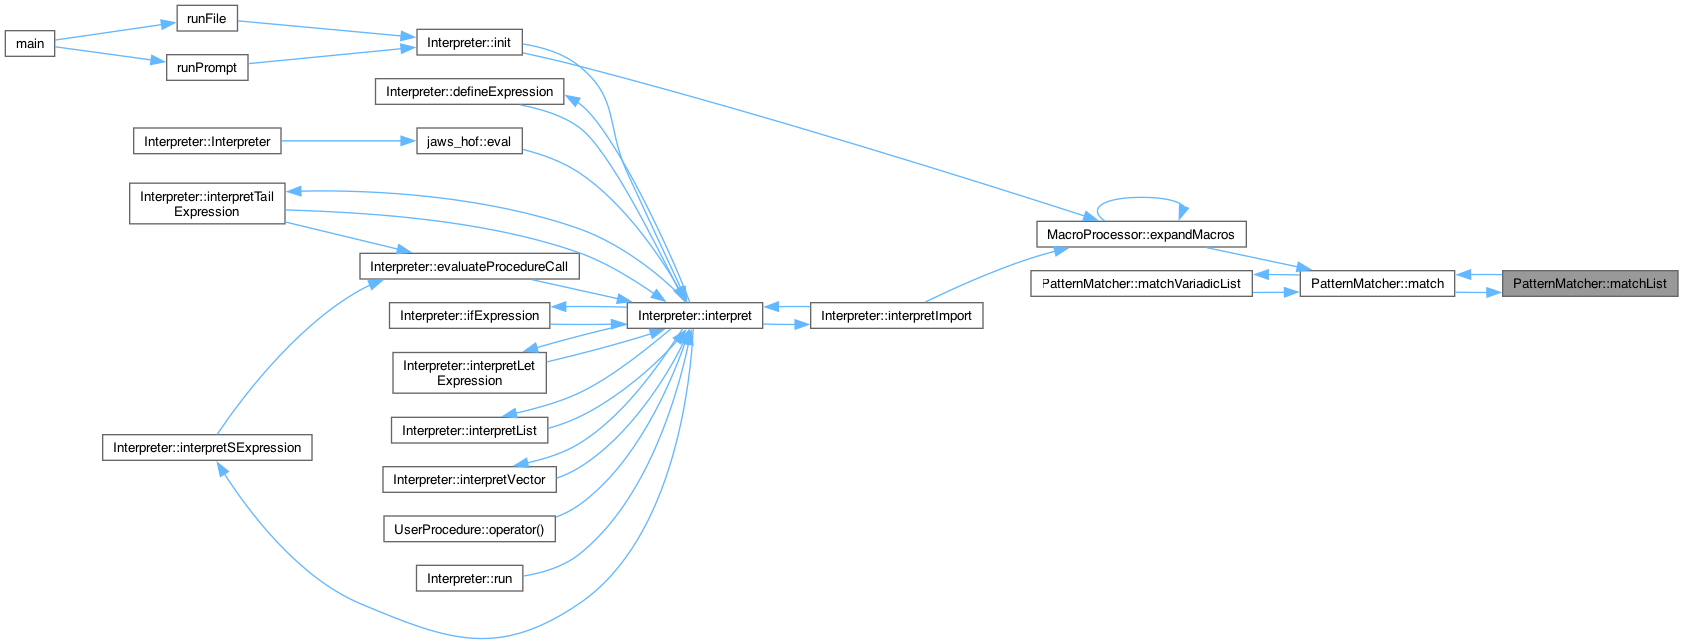 main
runFile
runPrompt
Interpreter::init
Interpreter::defineExpression
Interpreter::Interpreter
jaws_hof::eval
Interpreter::interpretTail
Expression
Interpreter::evaluateProcedureCall
Interpreter::ifExpression
Interpreter::interpretLet
Expression
Interpreter::interpretList
Interpreter::interpretSExpression
Interpreter::interpretVector
UserProcedure::operator()
Interpreter::run
Interpreter::interpret
Interpreter::interpretImport
MacroProcessor::expandMacros
PatternMatcher::matchVariadicList
PatternMatcher::match
PatternMatcher::matchList